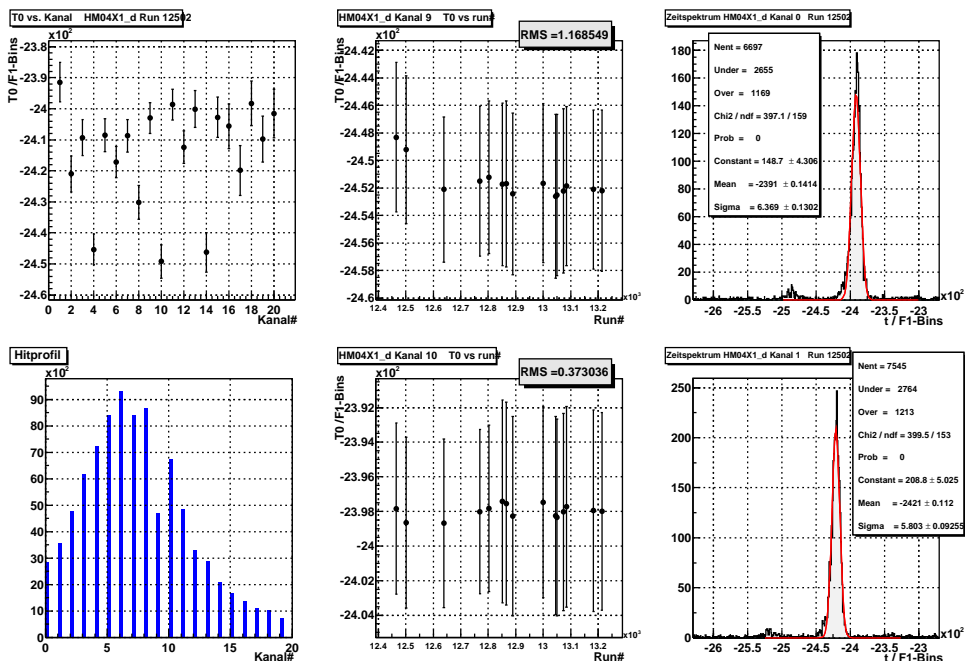 T0 vs. Kanal HM04X1_d Run 12502
×10²
T0 /F1-Bins
-23.8
-23.9
-24
-24.1
-24.2
-24.3
-24.4
-24.5
-24.6
0 2 4 6 8 10 12 14 16 18 20
Kanal#
HM04X1_d Kanal 9 T0 vs run#
RMS =1.168549
×10²
T0 /F1-Bins
-24.42
-24.44
-24.46
-24.48
-24.5
-24.52
-24.54
-24.56
-24.58
-24.6
12.4 12.5 12.6 12.7 12.8 12.9 13 13.1 13.2
×10³
Run#
Zeitspektrum HM04X1_d Kanal 0 Run 12502
Nent = 6697
Under = 2655
Over = 1169
Chi2 / ndf = 397.1 / 159
Prob = 0
Constant = 148.7 ± 4.306
Mean = -2391 ± 0.1414
Sigma = 6.369 ± 0.1302
180
160
140
120
100
80
60
40
20
0
-26 -25.5 -25 -24.5 -24 -23.5 -23
×10²
t / F1-Bins
Hitprofil
×10²
90
80
70
60
50
40
30
20
10
0
0 5 10 15 20
Kanal#
HM04X1_d Kanal 10 T0 vs run#
RMS =0.373036
×10²
T0 /F1-Bins
-23.92
-23.94
-23.96
-23.98
-24
-24.02
-24.04
12.4 12.5 12.6 12.7 12.8 12.9 13 13.1 13.2
×10³
Run#
Zeitspektrum HM04X1_d Kanal 1 Run 12502
Nent = 7545
Under = 2764
Over = 1213
Chi2 / ndf = 399.5 / 153
Prob = 0
Constant = 208.8 ± 5.025
Mean = -2421 ± 0.112
Sigma = 5.803 ± 0.09255
250
200
150
100
50
0
-26 -25.5 -25 -24.5 -24 -23.5 -23
×10²
t / F1-Bins